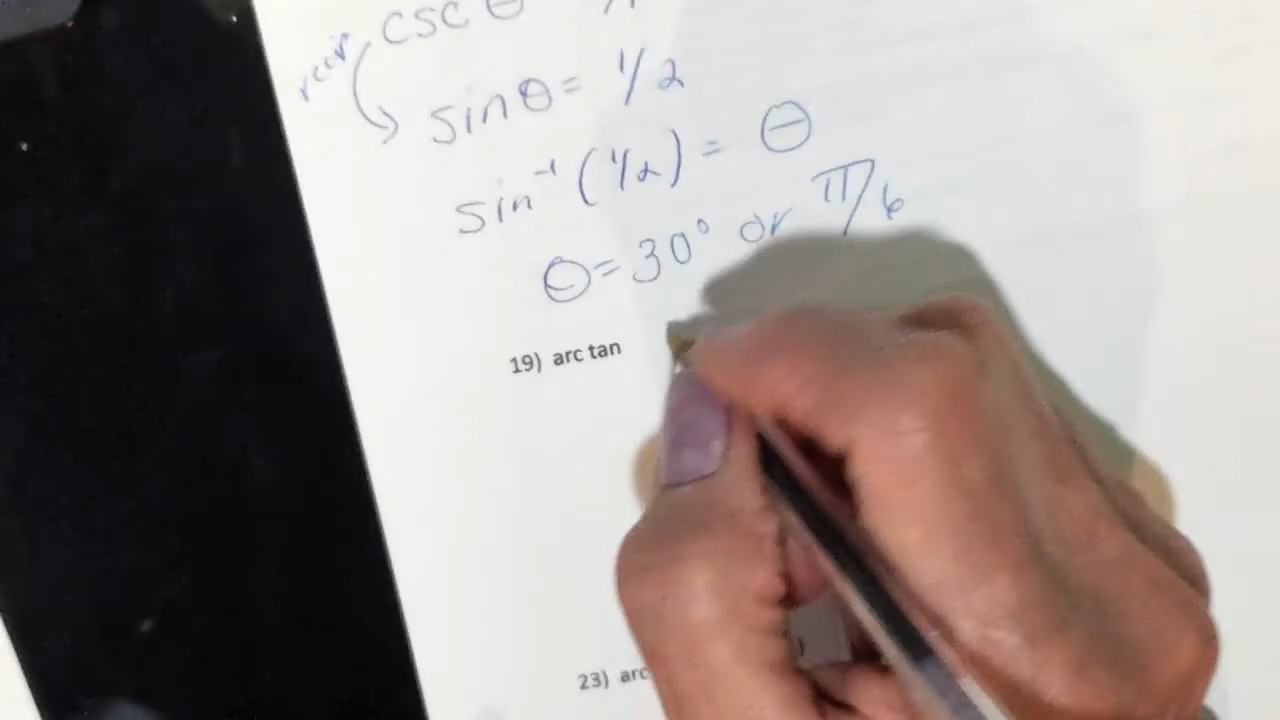 csc θ
recip
sin θ = 1/2
sin⁻¹ (1/2) = θ
θ = 30° or π/6
19) arc tan
23) arc
)